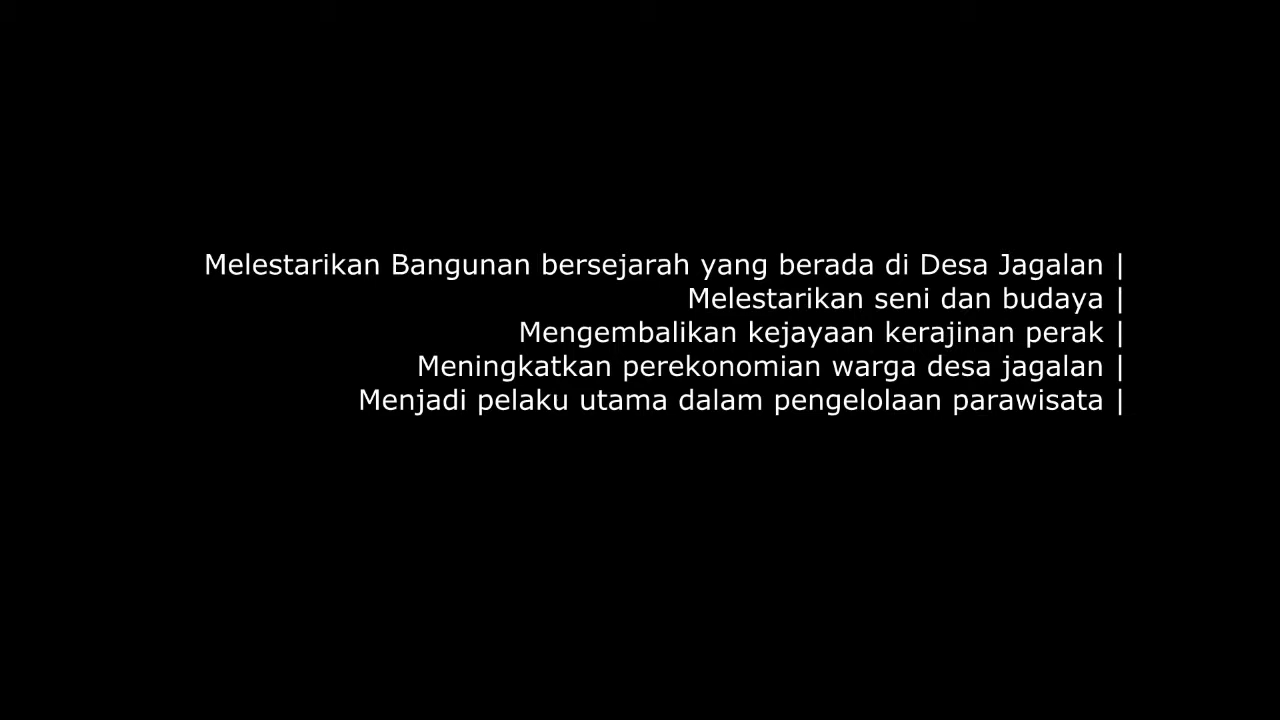 Melestarikan Bangunan bersejarah yang berada di Desa Jagalan |
Melestarikan seni dan budaya |
Mengembalikan kejayaan kerajinan perak |
Meningkatkan perekonomian warga desa jagalan |
Menjadi pelaku utama dalam pengelolaan parawisata |